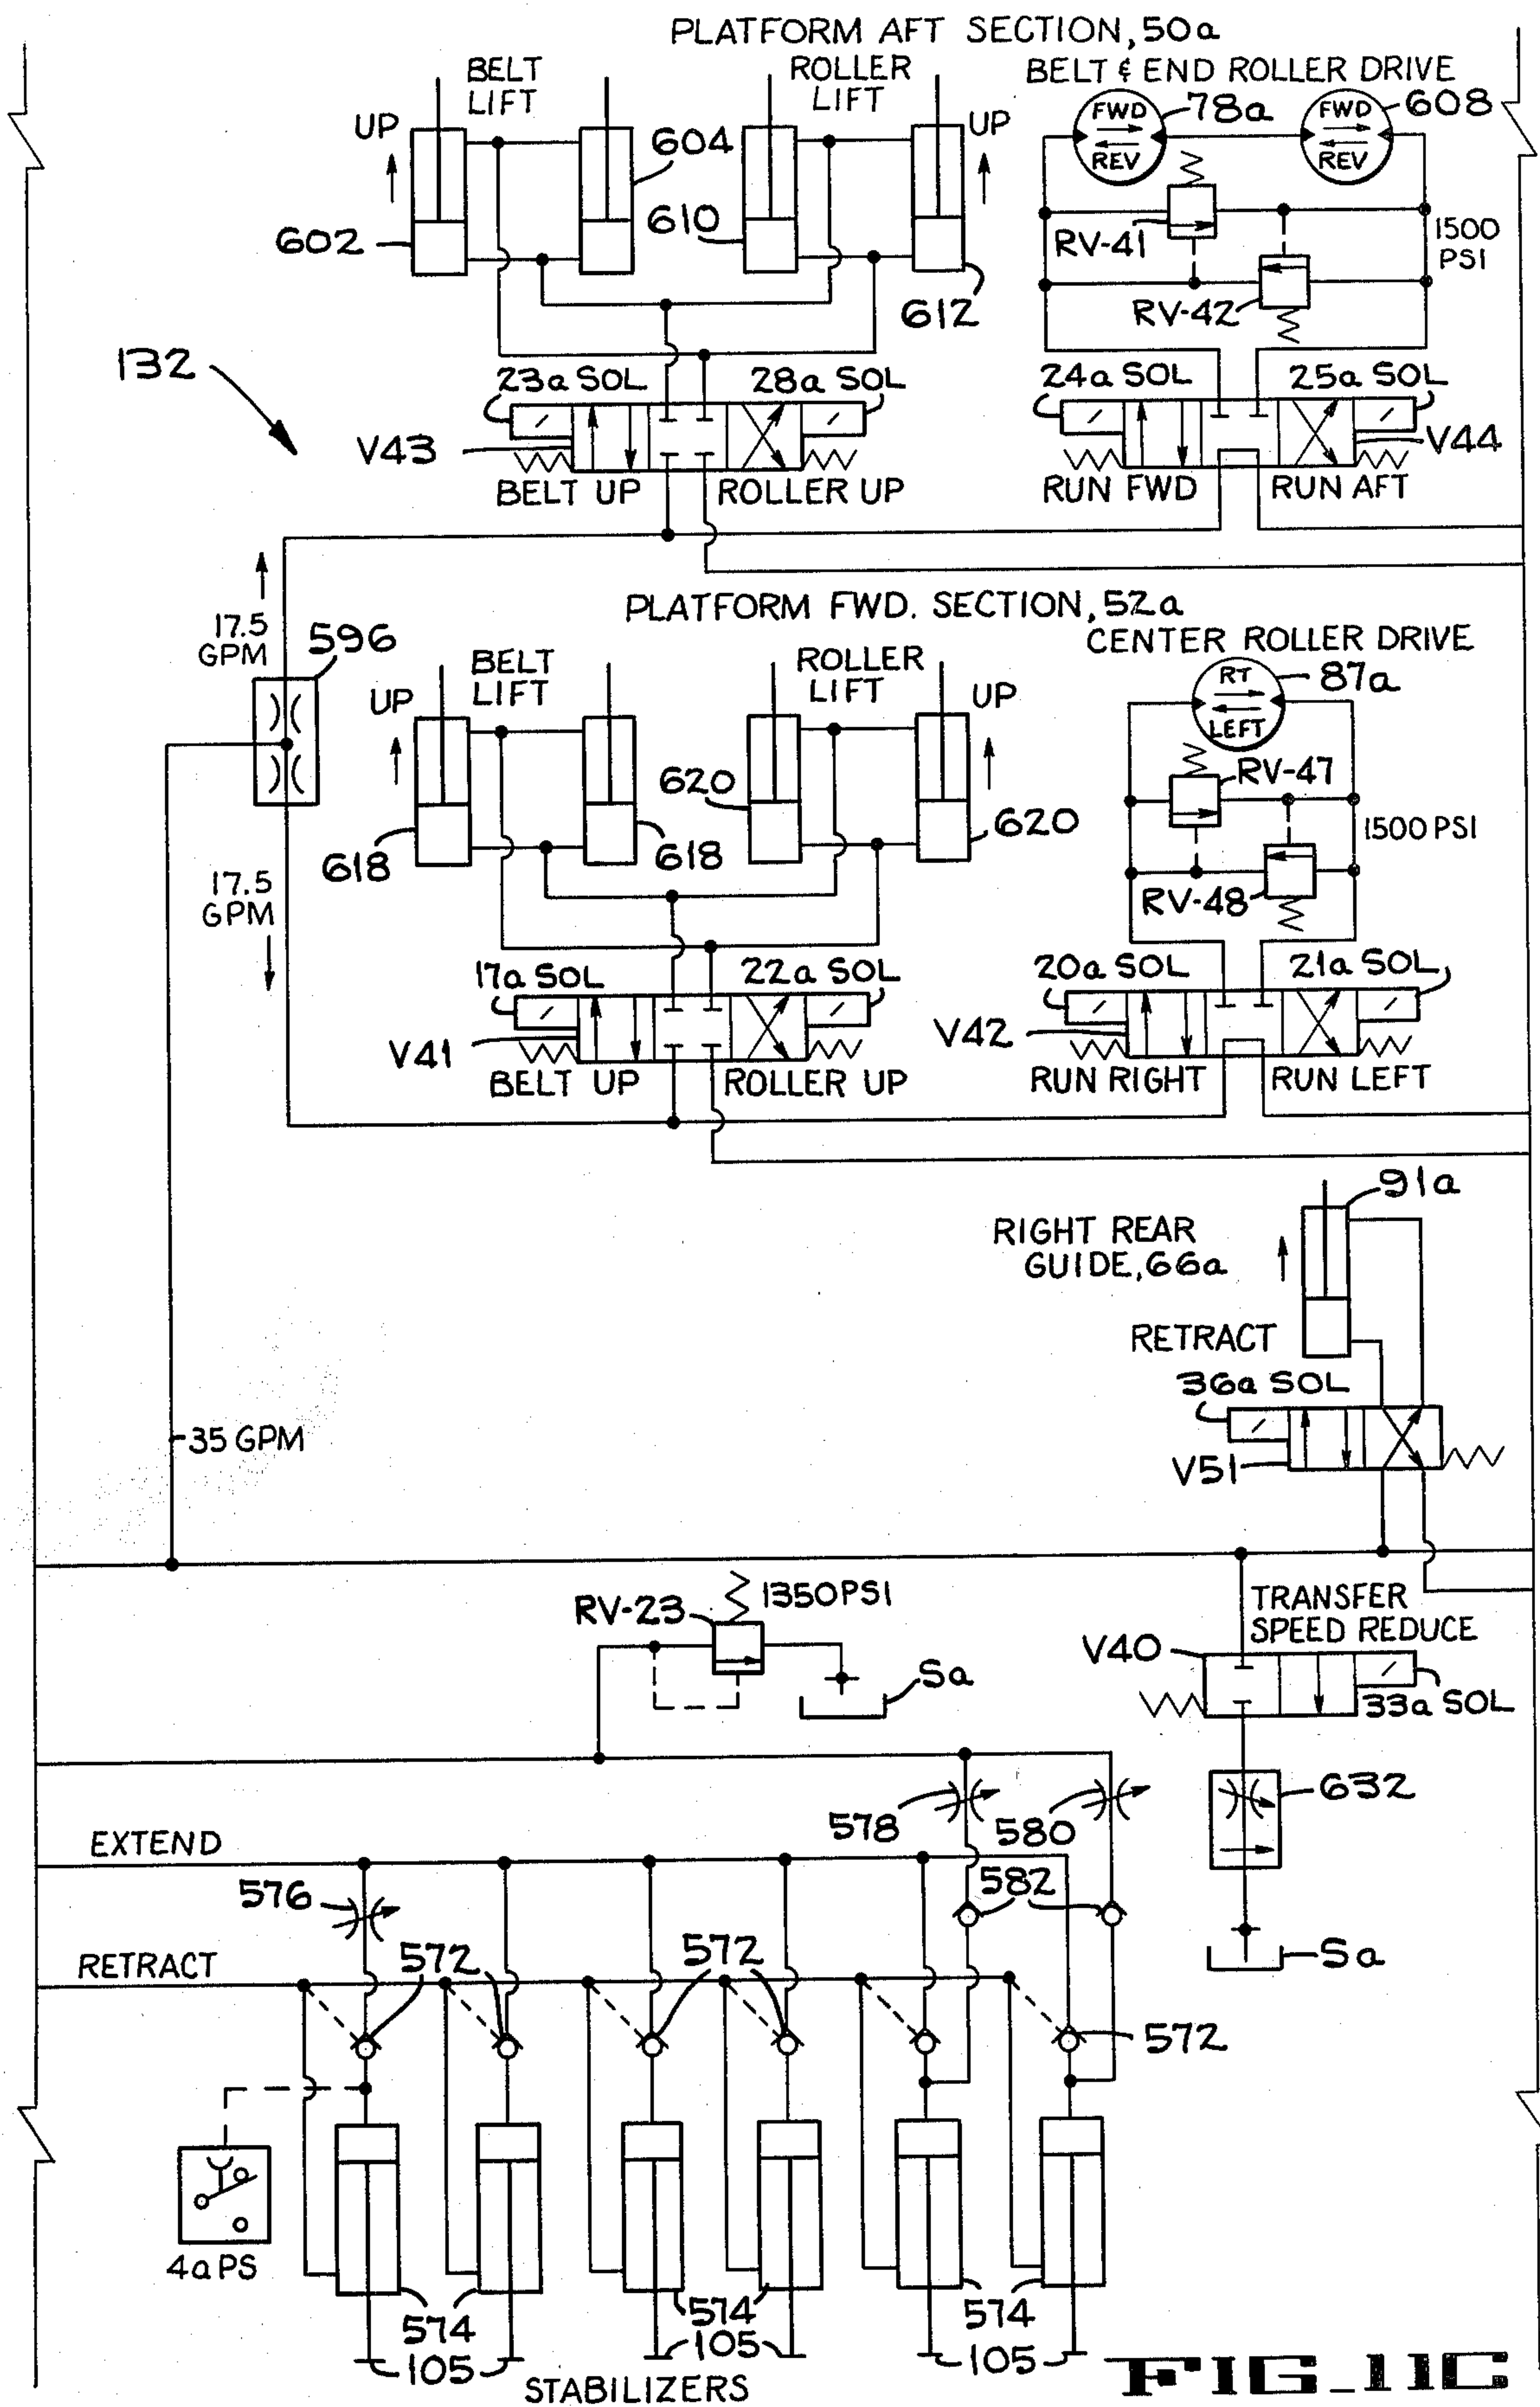 PLATFORM AFT SECTION, 50a
BELT
LIFT
ROLLER
LIFT
BELT & END ROLLER DRIVE
UP
604
UP
FWD
REV
78a
FWD
REV
608
602
610
612
RV-41
1500
PSI
RV-42
132
23a SOL
28a SOL
24a SOL
25a SOL
V43
V44
BELT UP
ROLLER UP
RUN FWD
RUN AFT
17.5
GPM
596
PLATFORM FWD. SECTION, 52a
CENTER ROLLER DRIVE
BELT
LIFT
ROLLER
LIFT
UP
UP
RT
LEFT
87a
RV-47
620
620
1500 PSI
618
618
RV-48
17.5
GPM
17a SOL
22a SOL
20a SOL
21a SOL
V41
V42
BELT UP
ROLLER UP
RUN RIGHT
RUN LEFT
91a
RIGHT REAR
GUIDE, 66a
RETRACT
36a SOL
V51
35 GPM
RV-23
1350 PSI
Sa
TRANSFER
SPEED REDUCE
V40
33a SOL
632
Sa
578
580
EXTEND
576
582
RETRACT
572
572
572
4a PS
574
574
574
105
105
105
STABILIZERS
FIG_11C